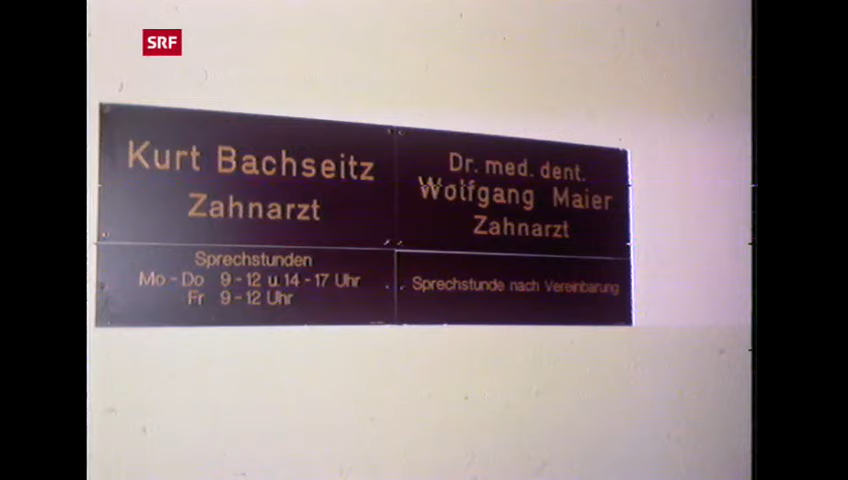 SRF
Kurt Bachseitz
Zahnarzt
Sprechstunden
Mo - Do 9 - 12 u. 14 - 17 Uhr
Fr 9 - 12 Uhr
Dr. med. dent.
Wolfgang Maier
Zahnarzt
Sprechstunde nach Vereinbarung